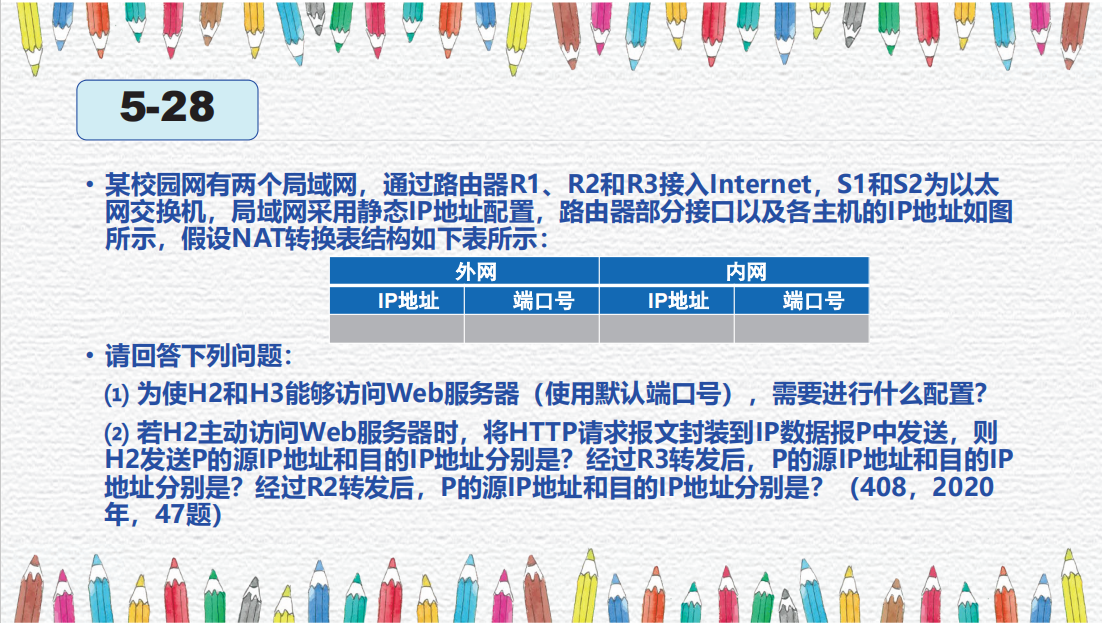 5-28
• 某校园网有两个局域网，通过路由器R1、R2和R3接入Internet，S1和S2为以太
网交换机，局域网采用静态IP地址配置，路由器部分接口以及各主机的IP地址如图
所示，假设NAT转换表结构如下表所示：
外网 内网
IP地址 端口号 IP地址 端口号
• 请回答下列问题：
⑴ 为使H2和H3能够访问Web服务器（使用默认端口号），需要进行什么配置？
⑵ 若H2主动访问Web服务器时，将HTTP请求报文封装到IP数据报P中发送，则
H2发送P的源IP地址和目的IP地址分别是？经过R3转发后，P的源IP地址和目的IP
地址分别是？经过R2转发后，P的源IP地址和目的IP地址分别是？（408，2020
年，47题）